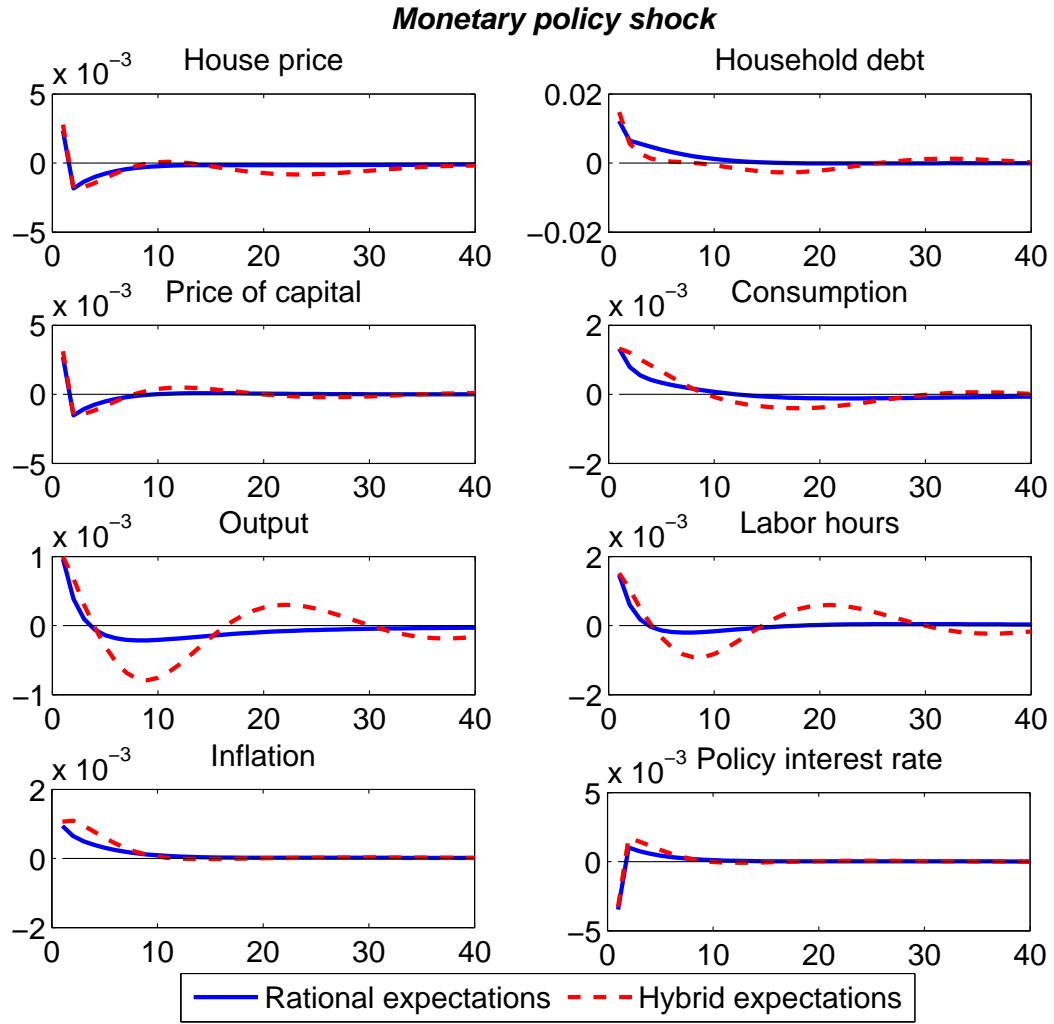 Monetary policy shock
x 10⁻³
House price
5
0
−5
0 10 20 30 40
Household debt
0.02
0
−0.02
0 10 20 30 40
x 10⁻³
Price of capital
5
0
−5
0 10 20 30 40
x 10⁻³
Consumption
2
0
−2
0 10 20 30 40
x 10⁻³
Output
1
0
−1
0 10 20 30 40
x 10⁻³
Labor hours
2
0
−2
0 10 20 30 40
x 10⁻³
Inflation
2
0
−2
0 10 20 30 40
x 10⁻³
Policy interest rate
5
0
−5
0 10 20 30 40
Rational expectations
Hybrid expectations